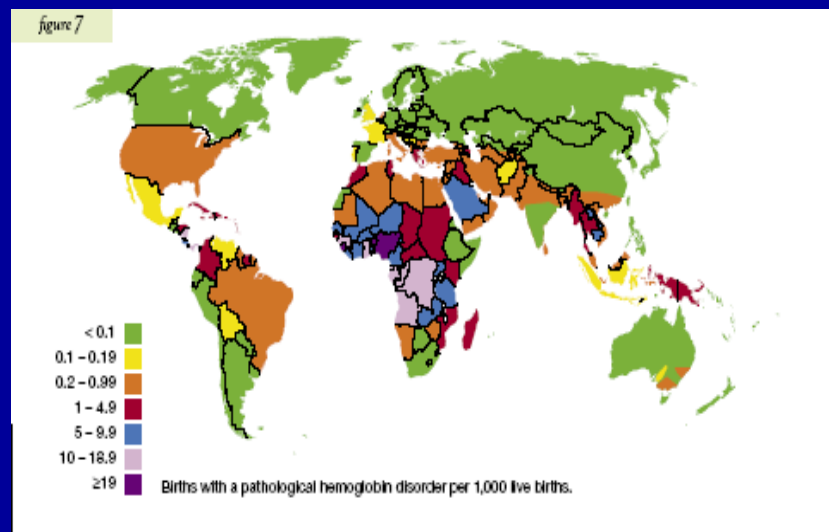 figure 7
< 0.1
0.1 – 0.19
0.2 – 0.99
1 – 4.9
5 – 9.9
10 – 18.9
≥19
Births with a pathological hemoglobin disorder per 1,000 live births.